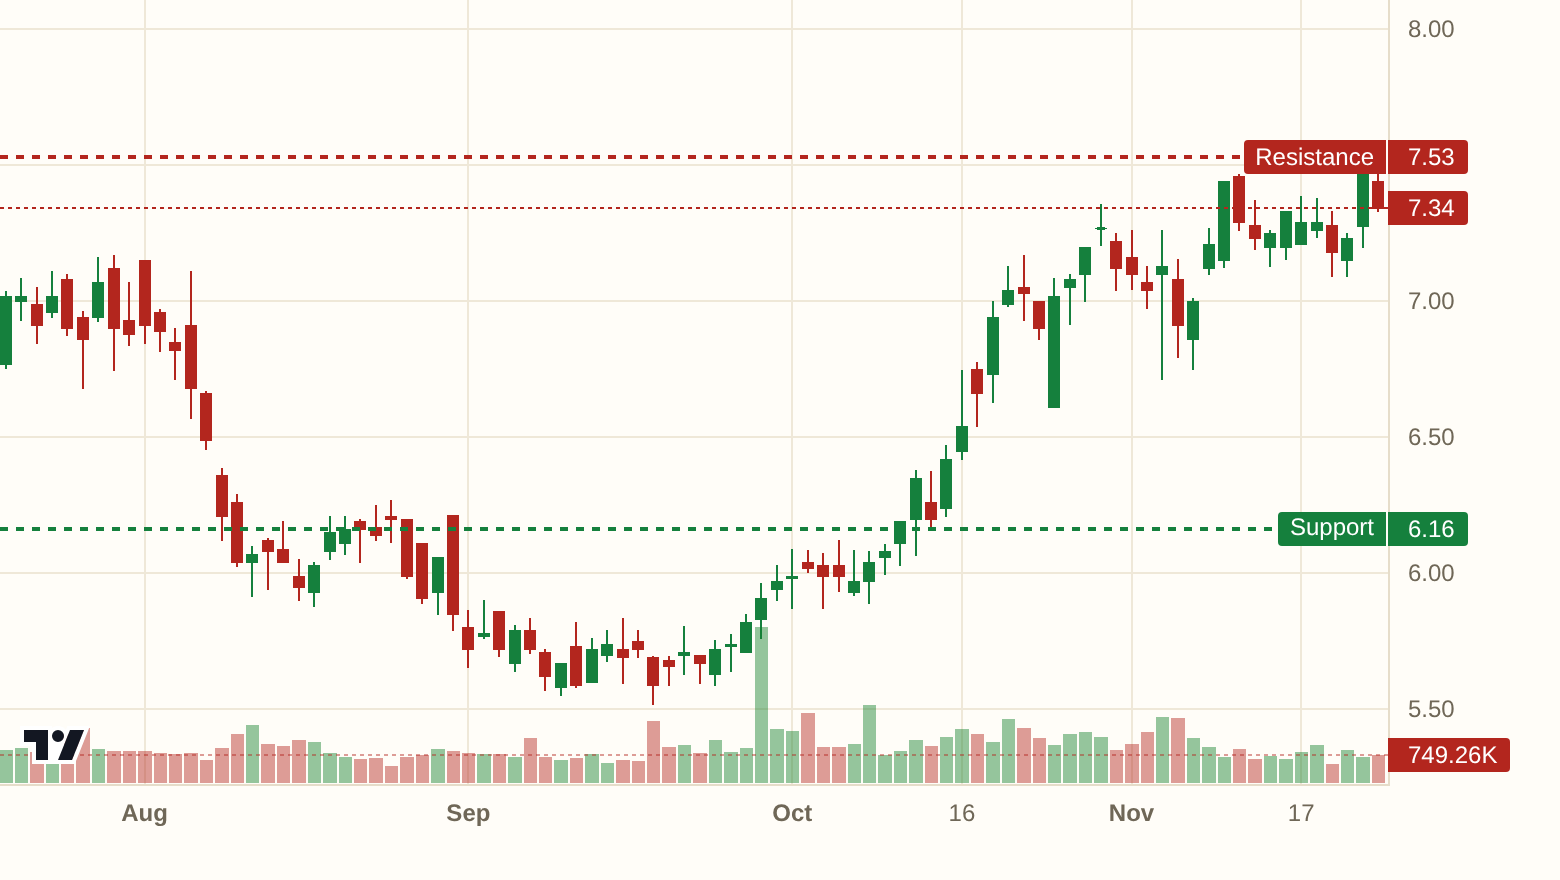 8.00
Resistance 7.53
7.34
7.00
6.50
Support 6.16
6.00
5.50
749.26K
Aug Sep Oct 16 Nov 17